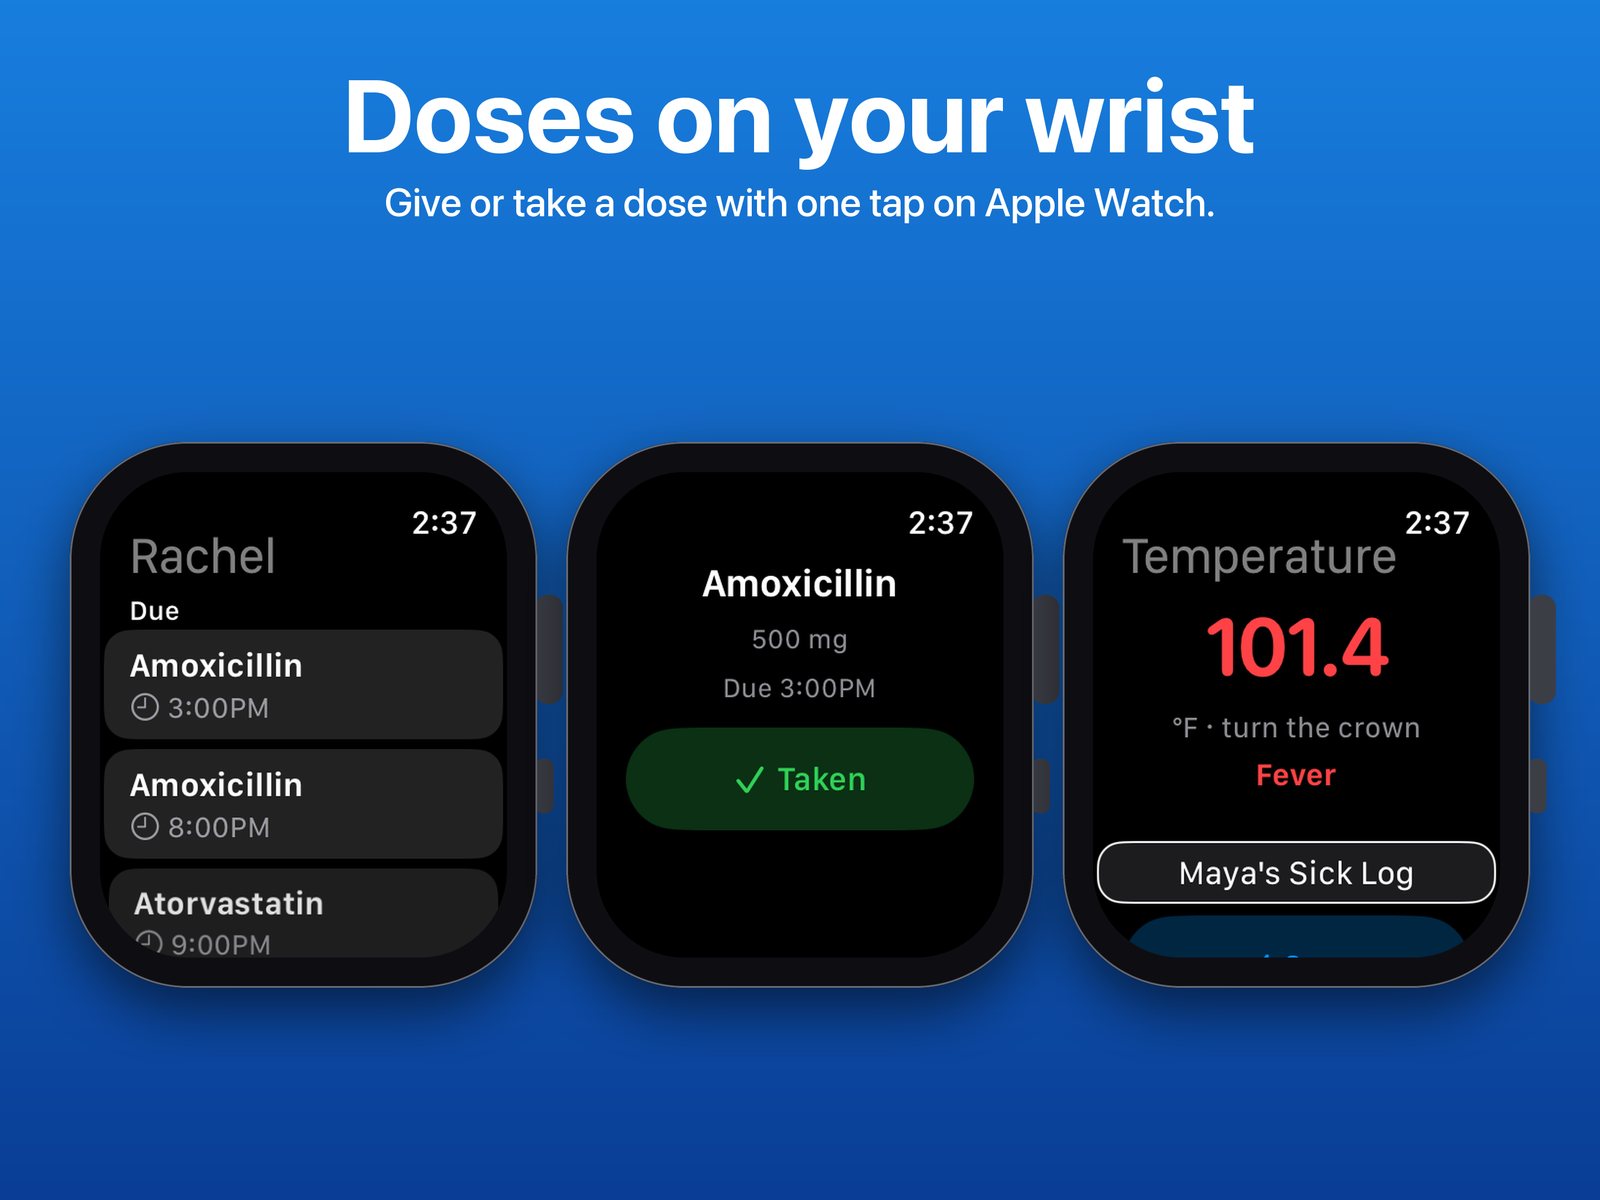 Doses on your wrist
Give or take a dose with one tap on Apple Watch.
2:37
Rachel
Due
Amoxicillin
3:00PM
Amoxicillin
8:00PM
Atorvastatin
9:00PM
2:37
Amoxicillin
500 mg
Due 3:00PM
Taken
2:37
Temperature
101.4
°F · turn the crown
Fever
Maya's Sick Log